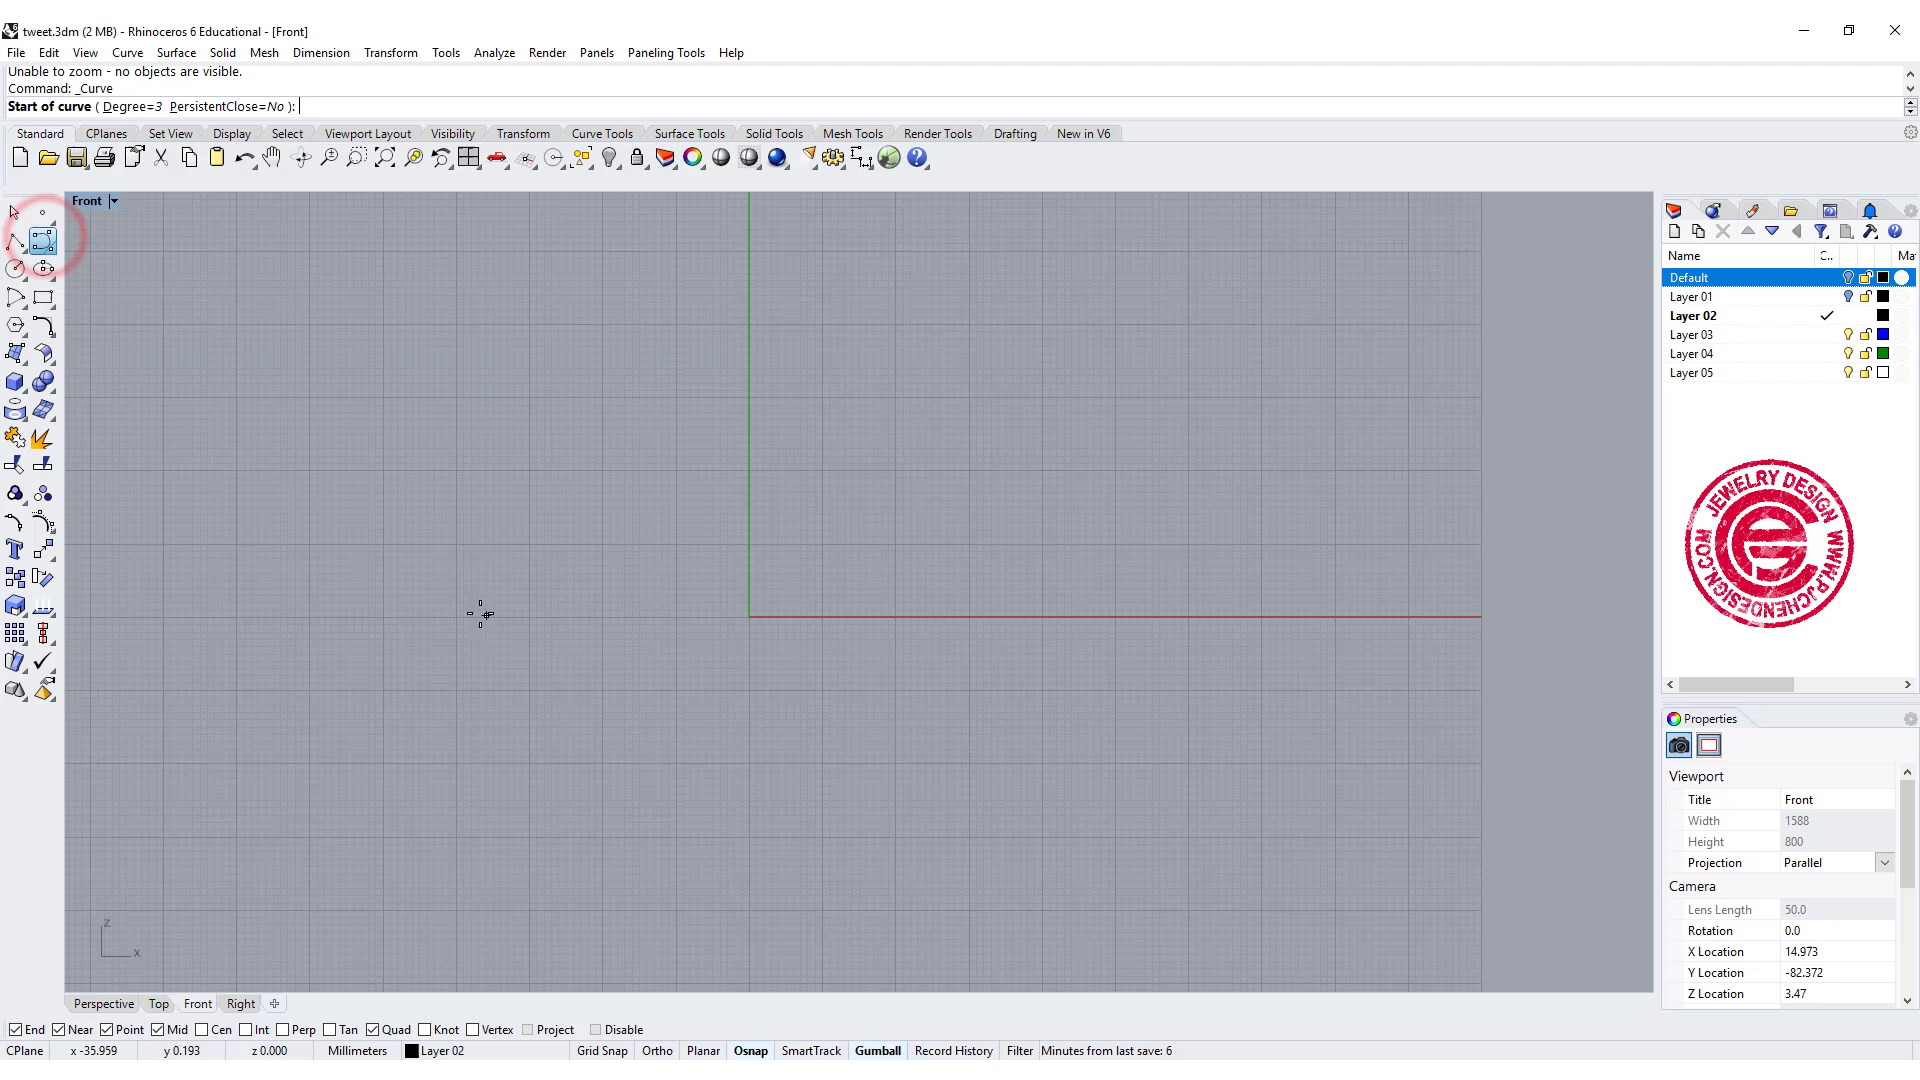 tweet.3dm (2 MB) - Rhinoceros 6 Educational - [Front]
File Edit View Curve Surface Solid Mesh Dimension Transform Tools Analyze Render Panels Paneling Tools Help
Unable to zoom - no objects are visible.
Command: _Curve
Start of curve ( Degree=3 PersistentClose=No ):
Standard CPlanes Set View Display Select Viewport Layout Visibility Transform Curve Tools Surface Tools Solid Tools Mesh Tools Render Tools Drafting New in V6
Front
Name C.. Ma
Default
Layer 01
Layer 02
Layer 03
Layer 04
Layer 05
JEWELRY DESIGN
WWW.PJCHENDESIGN.COM
Properties
Viewport
Title Front
Width 1588
Height 800
Projection Parallel
Camera
Lens Length 50.0
Rotation 0.0
X Location 14.973
Y Location -82.372
Z Location 3.47
z
x
Perspective Top Front Right
End Near Point Mid Cen Int Perp Tan Quad Knot Vertex Project Disable
CPlane x -35.959 y 0.193 z 0.000 Millimeters Layer 02 Grid Snap Ortho Planar Osnap SmartTrack Gumball Record History Filter Minutes from last save: 6